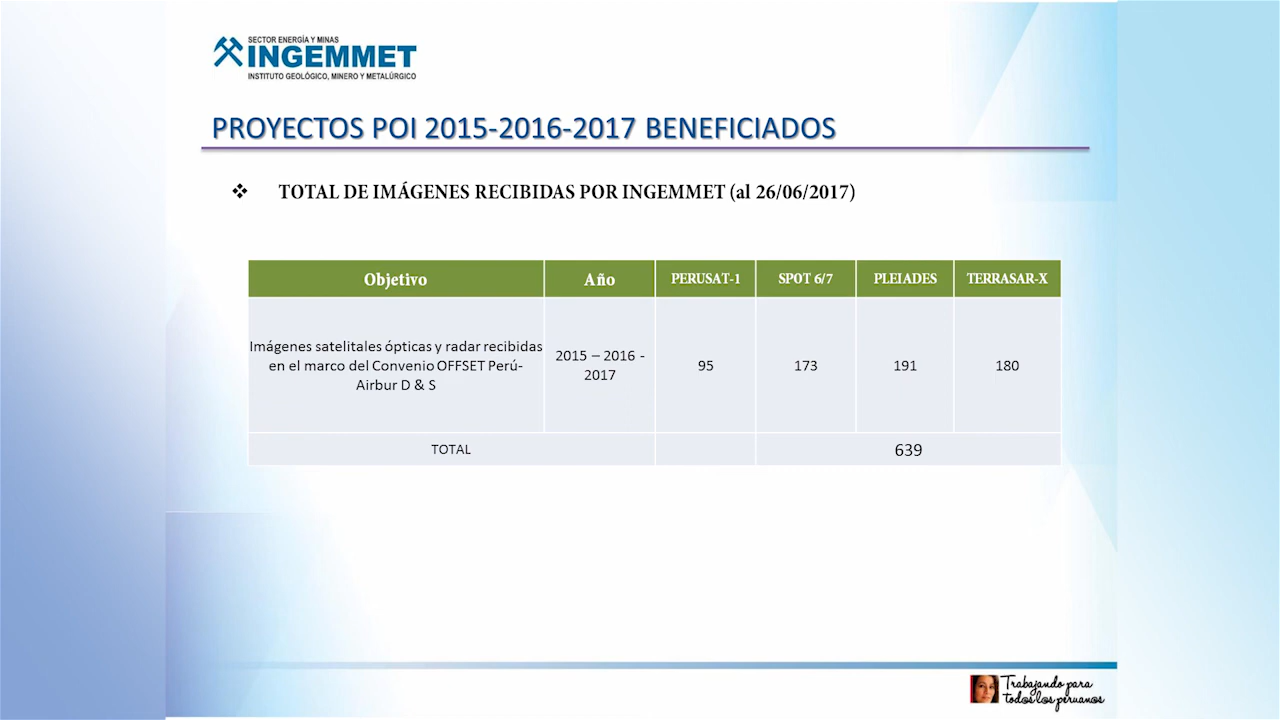 SECTOR ENERGÍA Y MINAS
INGEMMET
INSTITUTO GEOLÓGICO, MINERO Y METALÚRGICO
PROYECTOS POI 2015-2016-2017 BENEFICIADOS
❖ TOTAL DE IMÁGENES RECIBIDAS POR INGEMMET (al 26/06/2017)
Objetivo Año PERUSAT-1 SPOT 6/7 PLEIADES TERRASAR-X
Imágenes satelitales ópticas y radar recibidas
en el marco del Convenio OFFSET Perú-
Airbur D & S
2015 – 2016 -
2017
95 173 191 180
TOTAL 639
Trabajando para
todos los peruanos